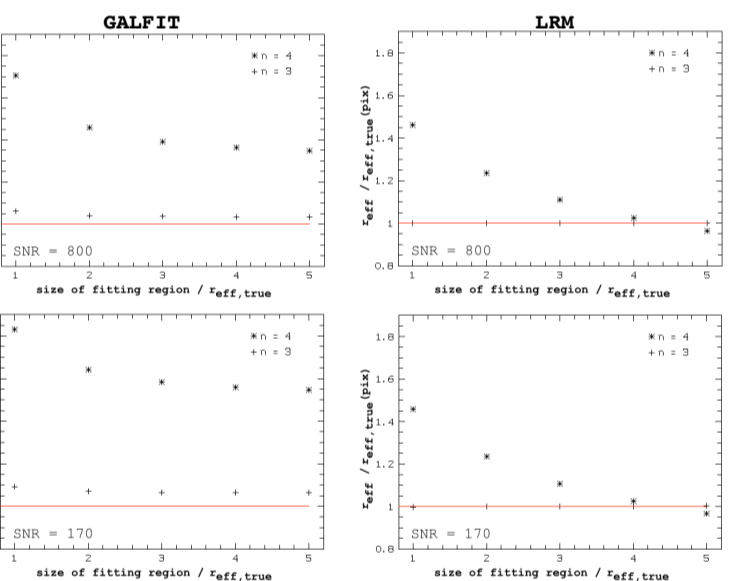 GALFIT
LRM
* n = 4
+ n = 3
SNR = 800
1 2 3 4 5
size of fitting region / r_eff,true
r_eff / r_eff,true (pix)
1.8
1.6
1.4
1.2
1
0.8
* n = 4
+ n = 3
SNR = 800
1 2 3 4 5
size of fitting region / r_eff,true
* n = 4
+ n = 3
SNR = 170
1 2 3 4 5
size of fitting region / r_eff,true
r_eff / r_eff,true (pix)
1.8
1.6
1.4
1.2
1
0.8
* n = 4
+ n = 3
SNR = 170
1 2 3 4 5
size of fitting region / r_eff,true